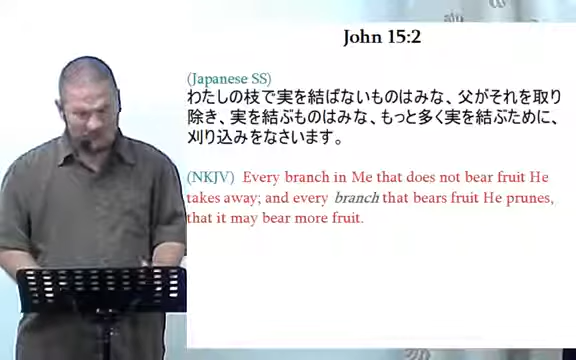 John 15:2
(Japanese SS)
わたしの枝で実を結ばないものはみな、父がそれを取り
除き、実を結ぶものはみな、もっと多く実を結ぶために、
刈り込みをなさいます。
(NKJV) Every branch in Me that does not bear fruit He
takes away; and every branch that bears fruit He prunes,
that it may bear more fruit.